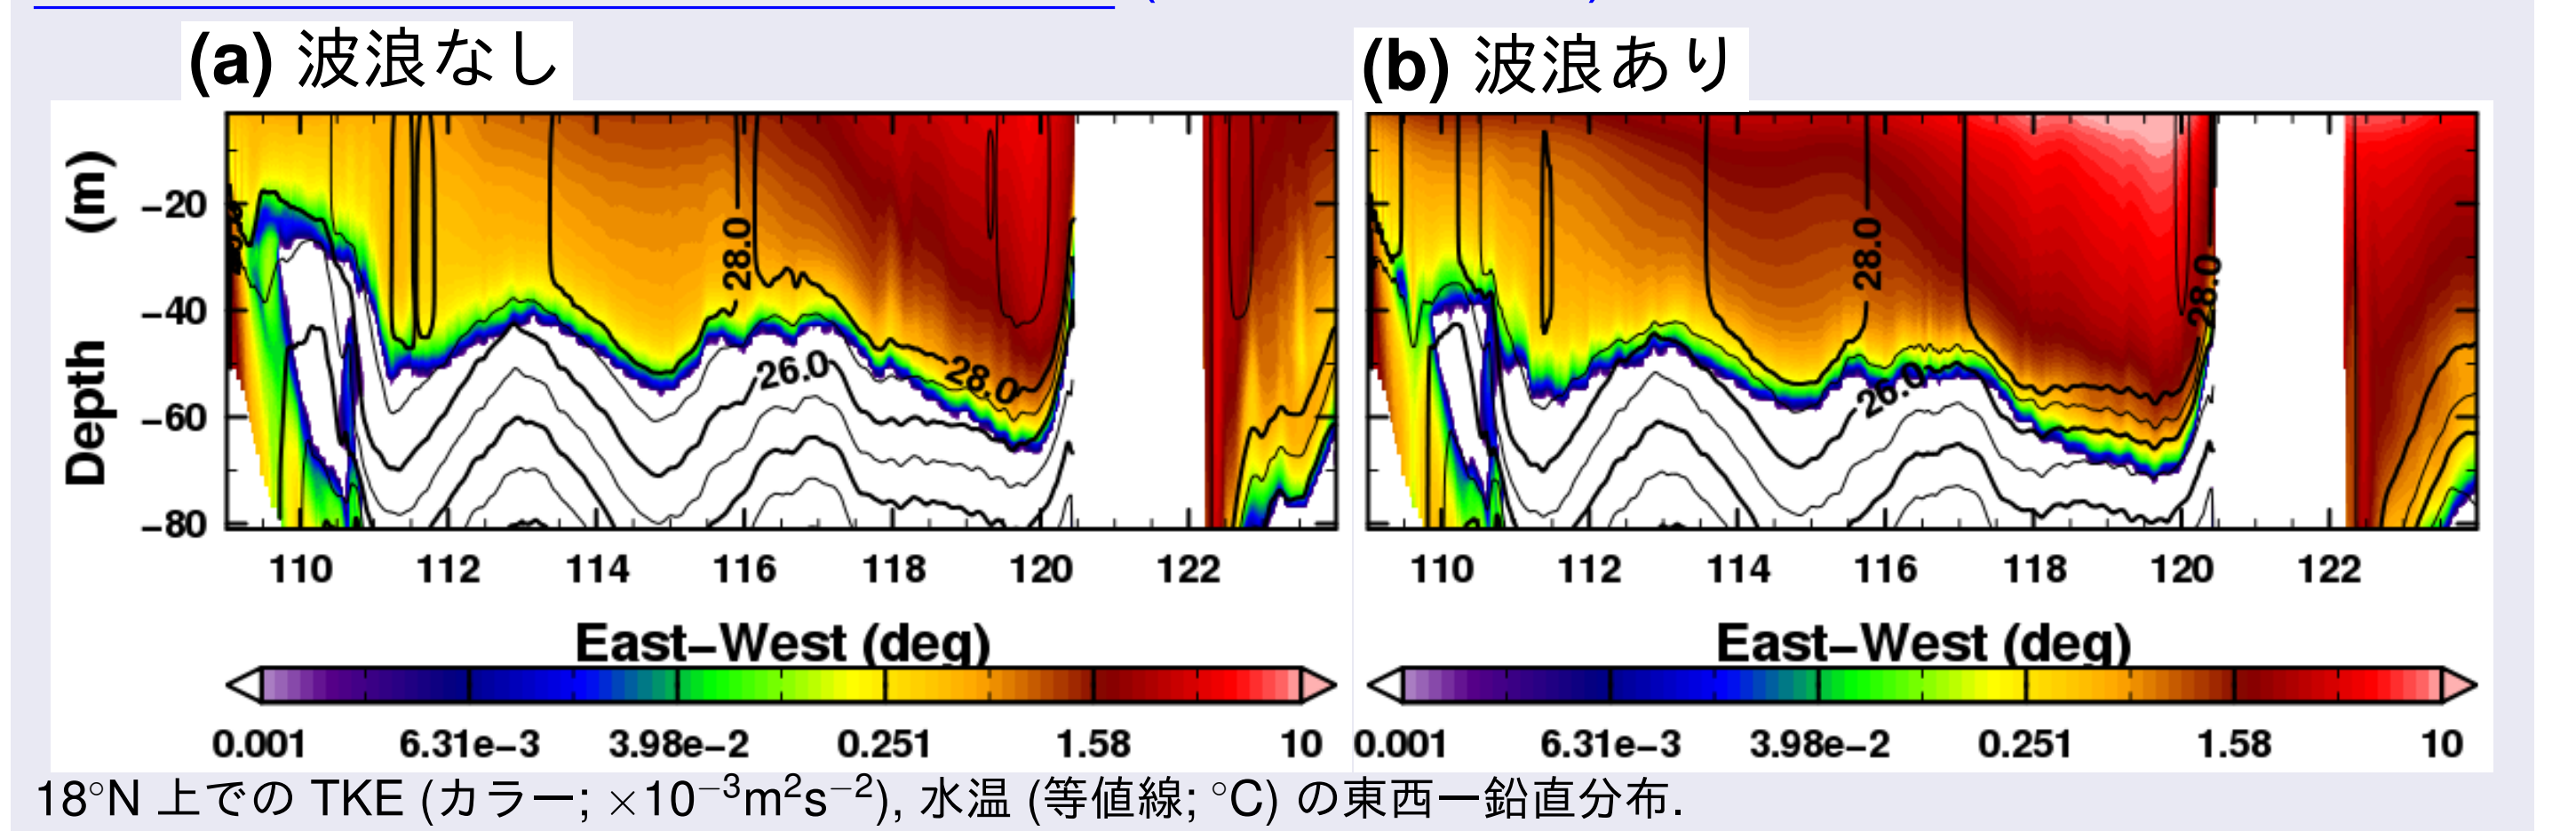 (a) 波浪なし
(b) 波浪あり
Depth (m)
−20
−40
−60
−80
28.0
26.0
28.0
110 112 114 116 118 120 122
East−West (deg)
0.001 6.31e−3 3.98e−2 0.251 1.58 10
28.0
26.0
28.0
110 112 114 116 118 120 122
East−West (deg)
0.001 6.31e−3 3.98e−2 0.251 1.58 10
18°N 上での TKE (カラー; ×10⁻³m²s⁻²), 水温 (等値線; °C) の東西ー鉛直分布.